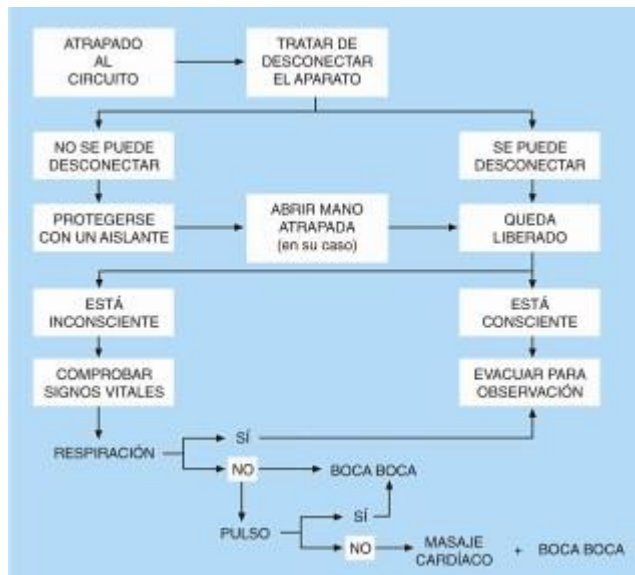 ATRAPADO
AL
CIRCUITO
TRATAR DE
DESCONECTAR
EL APARATO
NO SE PUEDE
DESCONECTAR
SE PUEDE
DESCONECTAR
PROTEGERSE
CON UN AISLANTE
ABRIR MANO
ATRAPADA
(en su caso)
QUEDA
LIBERADO
ESTÁ
INCONSCIENTE
ESTÁ
CONSCIENTE
COMPROBAR
SIGNOS VITALES
EVACUAR PARA
OBSERVACIÓN
RESPIRACIÓN
SÍ
NO
BOCA BOCA
PULSO
SÍ
NO
MASAJE
CARDÍACO
+ BOCA BOCA